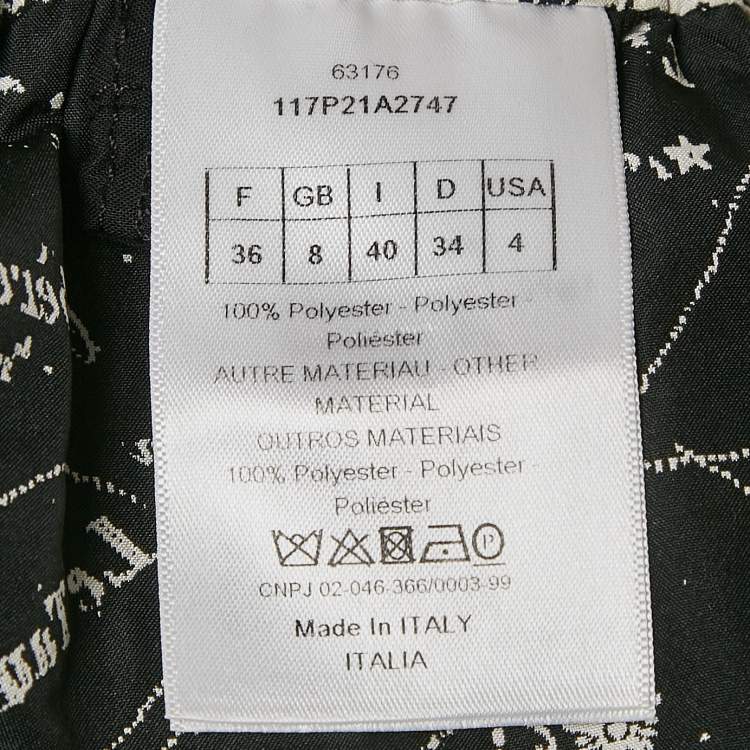 63176
117P21A2747
F GB I D USA
36 8 40 34 4
100% Polyester - Polyester -
Poliéster
AUTRE MATERIAU - OTHER
MATERIAL
OUTROS MATERIAIS
100% Polyester - Polyester -
Poliéster
P
CNPJ 02-046-366/0003-99
Made In ITALY
ITALIA